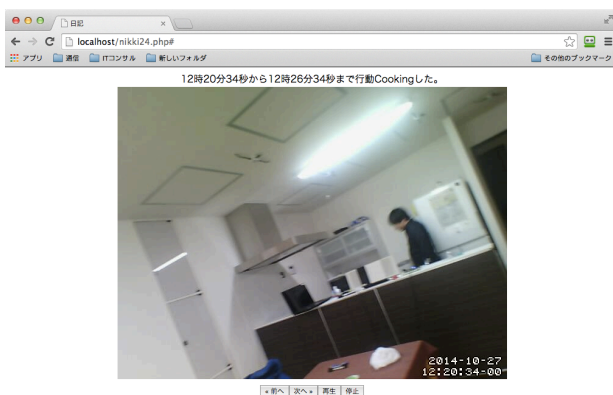 日記
localhost/nikki24.php#
アプリ 通信 ITコンサル 新しいフォルダ その他のブックマーク
12時20分34秒から12時26分34秒まで行動Cookingした。
2014-10-27
12:20:34-00
« 前へ 次へ » 再生 停止